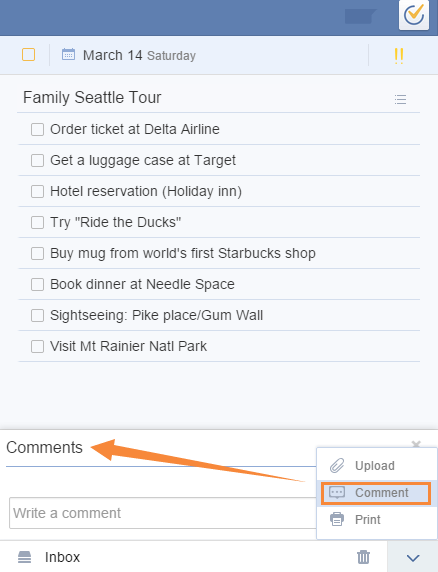 March 14 Saturday
Family Seattle Tour
Order ticket at Delta Airline
Get a luggage case at Target
Hotel reservation (Holiday inn)
Try "Ride the Ducks"
Buy mug from world's first Starbucks shop
Book dinner at Needle Space
Sightseeing: Pike place/Gum Wall
Visit Mt Rainier Natl Park
Comments
Upload
Comment
Write a comment
Print
Inbox